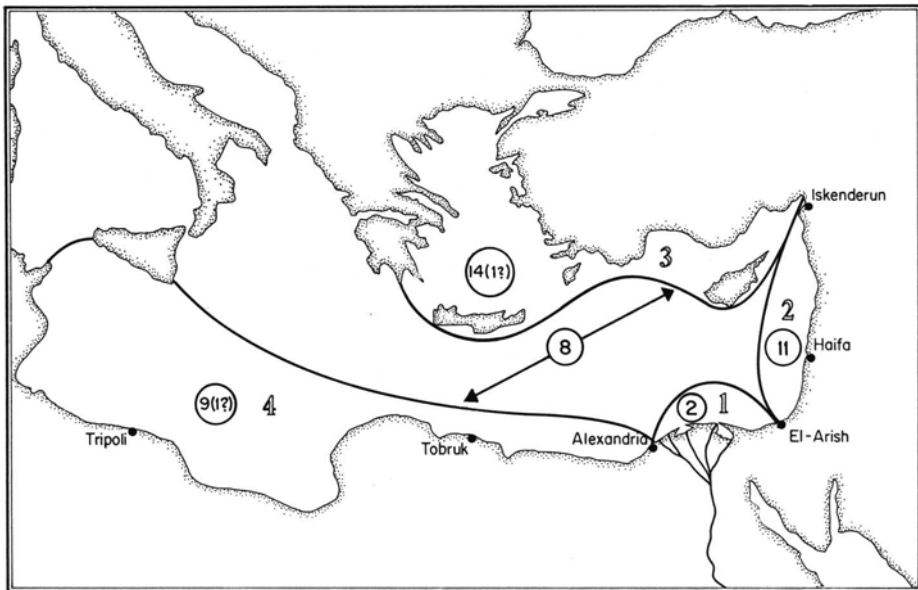 Iskenderun
3
14(1?)
2
8
11
Haifa
9(1?)
4
2
1
Tripoli
Tobruk
Alexandria
El-Arish